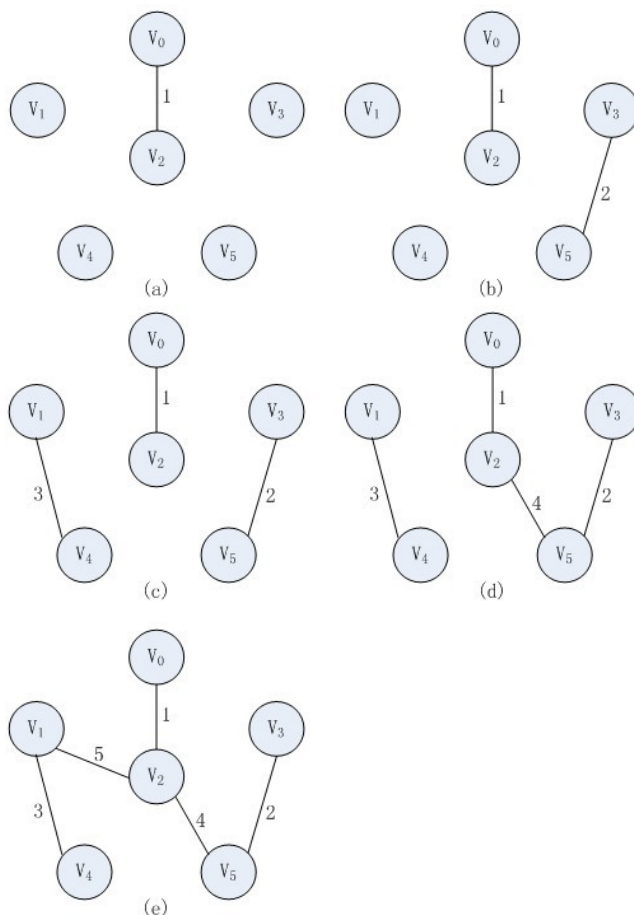 V₀ V₀
1 1
V₁ V₃ V₁ V₃
V₂ V₂
2
V₄ V₅ V₄ V₅
(a) (b)
V₀ V₀
1 1
V₁ V₃ V₁ V₃
V₂ V₂
3 2 3 4 2
V₄ V₅ V₄ V₅
(c) (d)
V₀
1
V₁ V₃
5
V₂
3 4 2
V₄ V₅
(e)